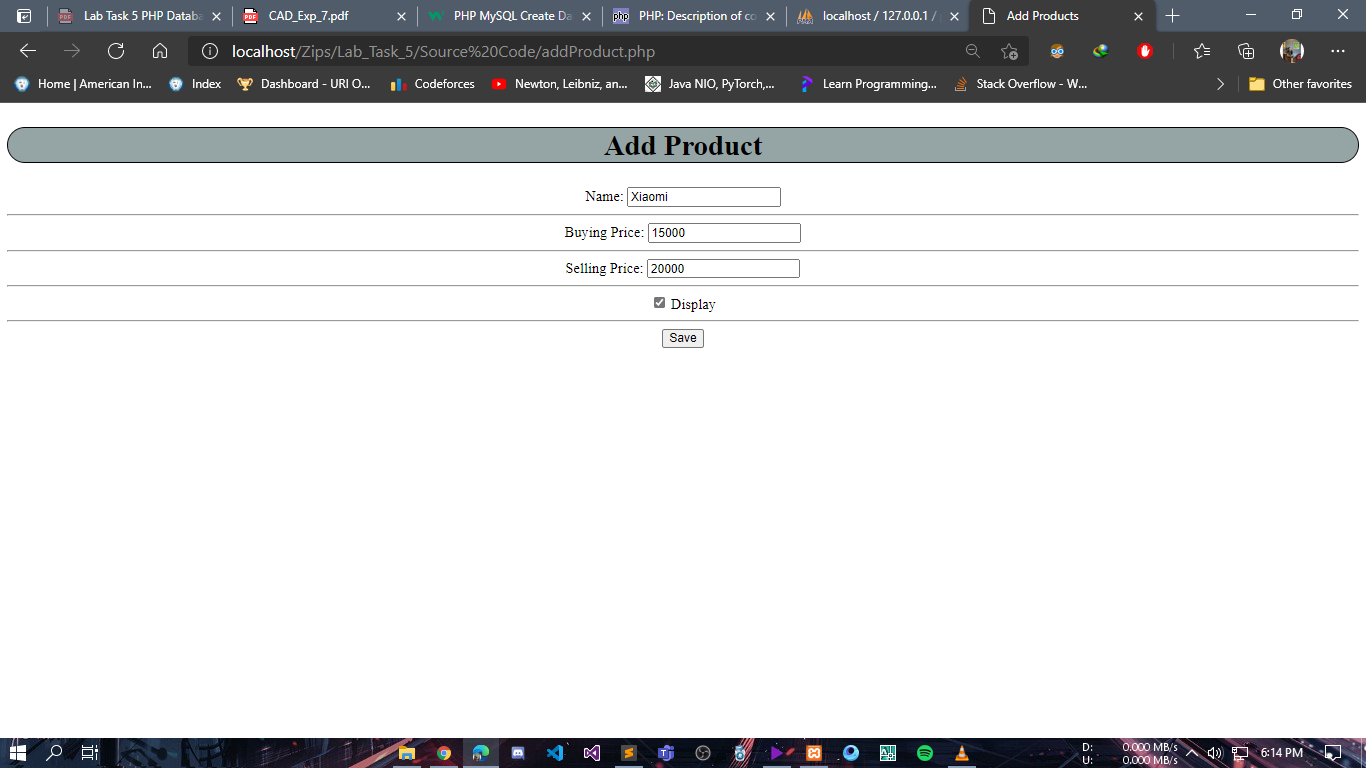 Lab Task 5 PHP Databa
CAD_Exp_7.pdf
PHP MySQL Create Da
PHP: Description of co
localhost / 127.0.0.1 /
Add Products
localhost/Zips/Lab_Task_5/Source%20Code/addProduct.php
Home | American In...
Index
Dashboard - URI O...
Codeforces
Newton, Leibniz, an...
Java NIO, PyTorch,...
Learn Programming...
Stack Overflow - W...
Other favorites
Add Product
Name: Xiaomi
Buying Price: 15000
Selling Price: 20000
Display
Save
D: 0.000 MB/s
U: 0.000 MB/s
6:14 PM